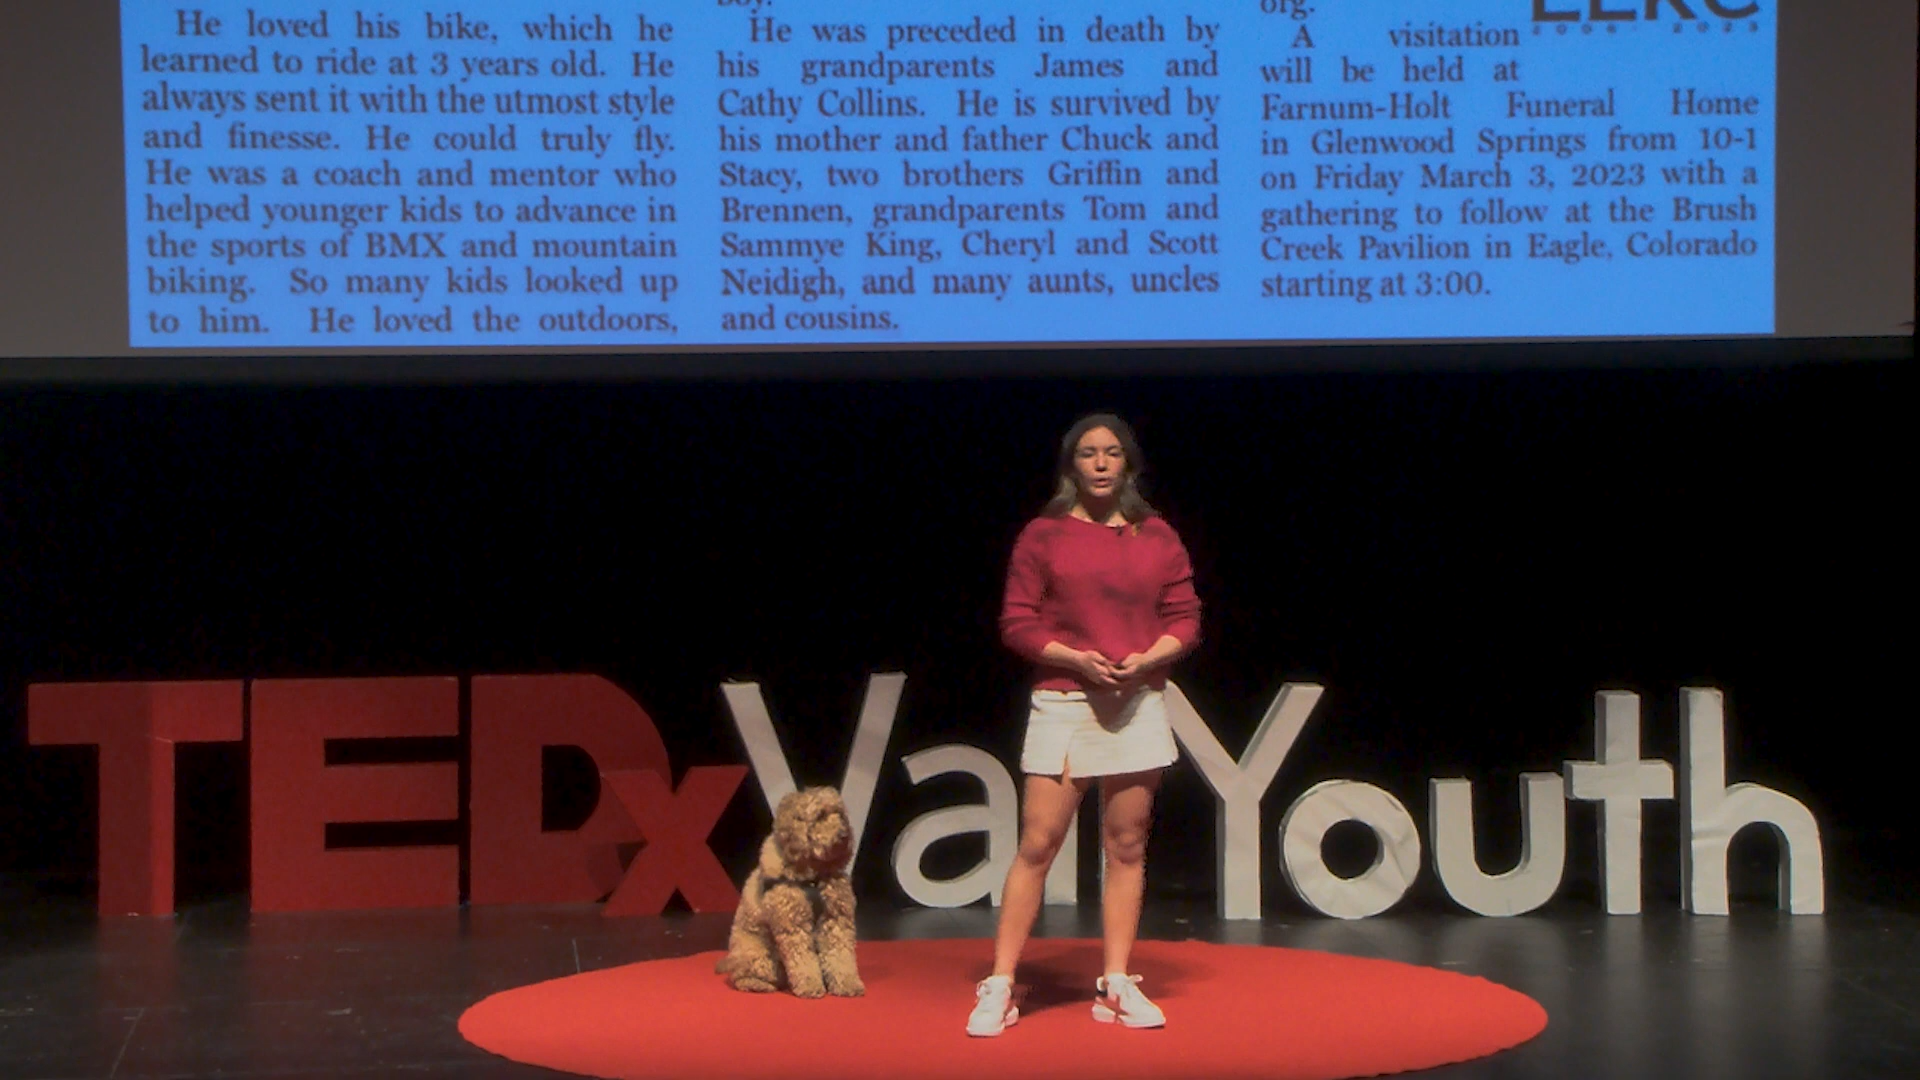 He loved his bike, which he
learned to ride at 3 years old. He
always sent it with the utmost style
and finesse. He could truly fly.
He was a coach and mentor who
helped younger kids to advance in
the sports of BMX and mountain
biking. So many kids looked up
to him. He loved the outdoors,
boy.
He was preceded in death by
his grandparents James and
Cathy Collins. He is survived by
his mother and father Chuck and
Stacy, two brothers Griffin and
Brennen, grandparents Tom and
Sammye King, Cheryl and Scott
Neidigh, and many aunts, uncles
and cousins.
org.
A visitation
will be held at
Farnum-Holt Funeral Home
in Glenwood Springs from 10-1
on Friday March 3, 2023 with a
gathering to follow at the Brush
Creek Pavilion in Eagle, Colorado
starting at 3:00.
TEDxVailYouth